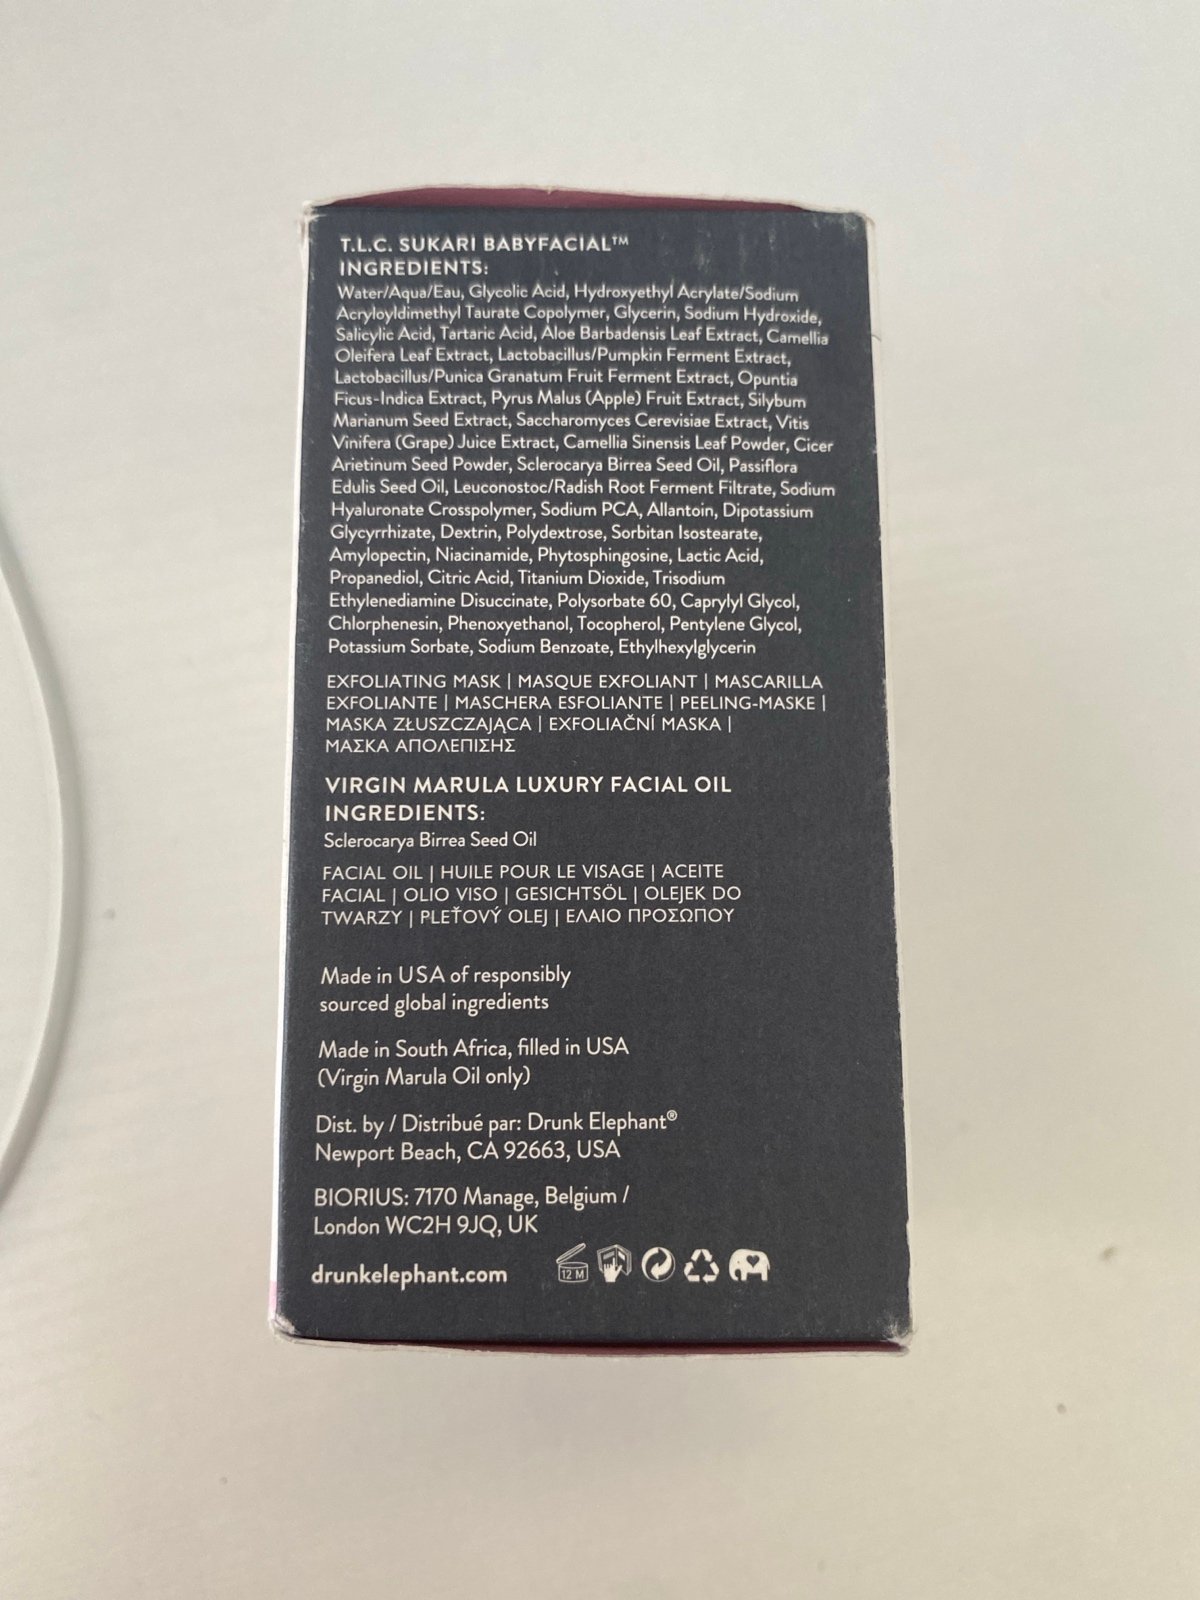 T.L.C. SUKARI BABYFACIAL™
INGREDIENTS:
Water/Aqua/Eau, Glycolic Acid, Hydroxyethyl Acrylate/Sodium
Acryloyldimethyl Taurate Copolymer, Glycerin, Sodium Hydroxide,
Salicylic Acid, Tartaric Acid, Aloe Barbadensis Leaf Extract, Camellia
Oleifera Leaf Extract, Lactobacillus/Pumpkin Ferment Extract,
Lactobacillus/Punica Granatum Fruit Ferment Extract, Opuntia
Ficus-Indica Extract, Pyrus Malus (Apple) Fruit Extract, Silybum
Marianum Seed Extract, Saccharomyces Cerevisiae Extract, Vitis
Vinifera (Grape) Juice Extract, Camellia Sinensis Leaf Powder, Cicer
Arietinum Seed Powder, Sclerocarya Birrea Seed Oil, Passiflora
Edulis Seed Oil, Leuconostoc/Radish Root Ferment Filtrate, Sodium
Hyaluronate Crosspolymer, Sodium PCA, Allantoin, Dipotassium
Glycyrrhizate, Dextrin, Polydextrose, Sorbitan Isostearate,
Amylopectin, Niacinamide, Phytosphingosine, Lactic Acid,
Propanediol, Citric Acid, Titanium Dioxide, Trisodium
Ethylenediamine Disuccinate, Polysorbate 60, Caprylyl Glycol,
Chlorphenesin, Phenoxyethanol, Tocopherol, Pentylene Glycol,
Potassium Sorbate, Sodium Benzoate, Ethylhexylglycerin
EXFOLIATING MASK | MASQUE EXFOLIANT | MASCARILLA
EXFOLIANTE | MASCHERA ESFOLIANTE | PEELING-MASKE |
MASKA ZŁUSZCZAJĄCA | EXFOLIAČNÍ MASKA |
ΜΑΣΚΑ ΑΠΟΛΕΠΙΣΗΣ
VIRGIN MARULA LUXURY FACIAL OIL
INGREDIENTS:
Sclerocarya Birrea Seed Oil
FACIAL OIL | HUILE POUR LE VISAGE | ACEITE
FACIAL | OLIO VISO | GESICHTSÖL | OLEJEK DO
TWARZY | PLEŤOVÝ OLEJ | ΕΛΑΙΟ ΠΡΟΣΩΠΟΥ
Made in USA of responsibly
sourced global ingredients
Made in South Africa, filled in USA
(Virgin Marula Oil only)
Dist. by / Distribué par: Drunk Elephant®
Newport Beach, CA 92663, USA
BIORIUS: 7170 Manage, Belgium /
London WC2H 9JQ, UK
drunkelephant.com 12 M